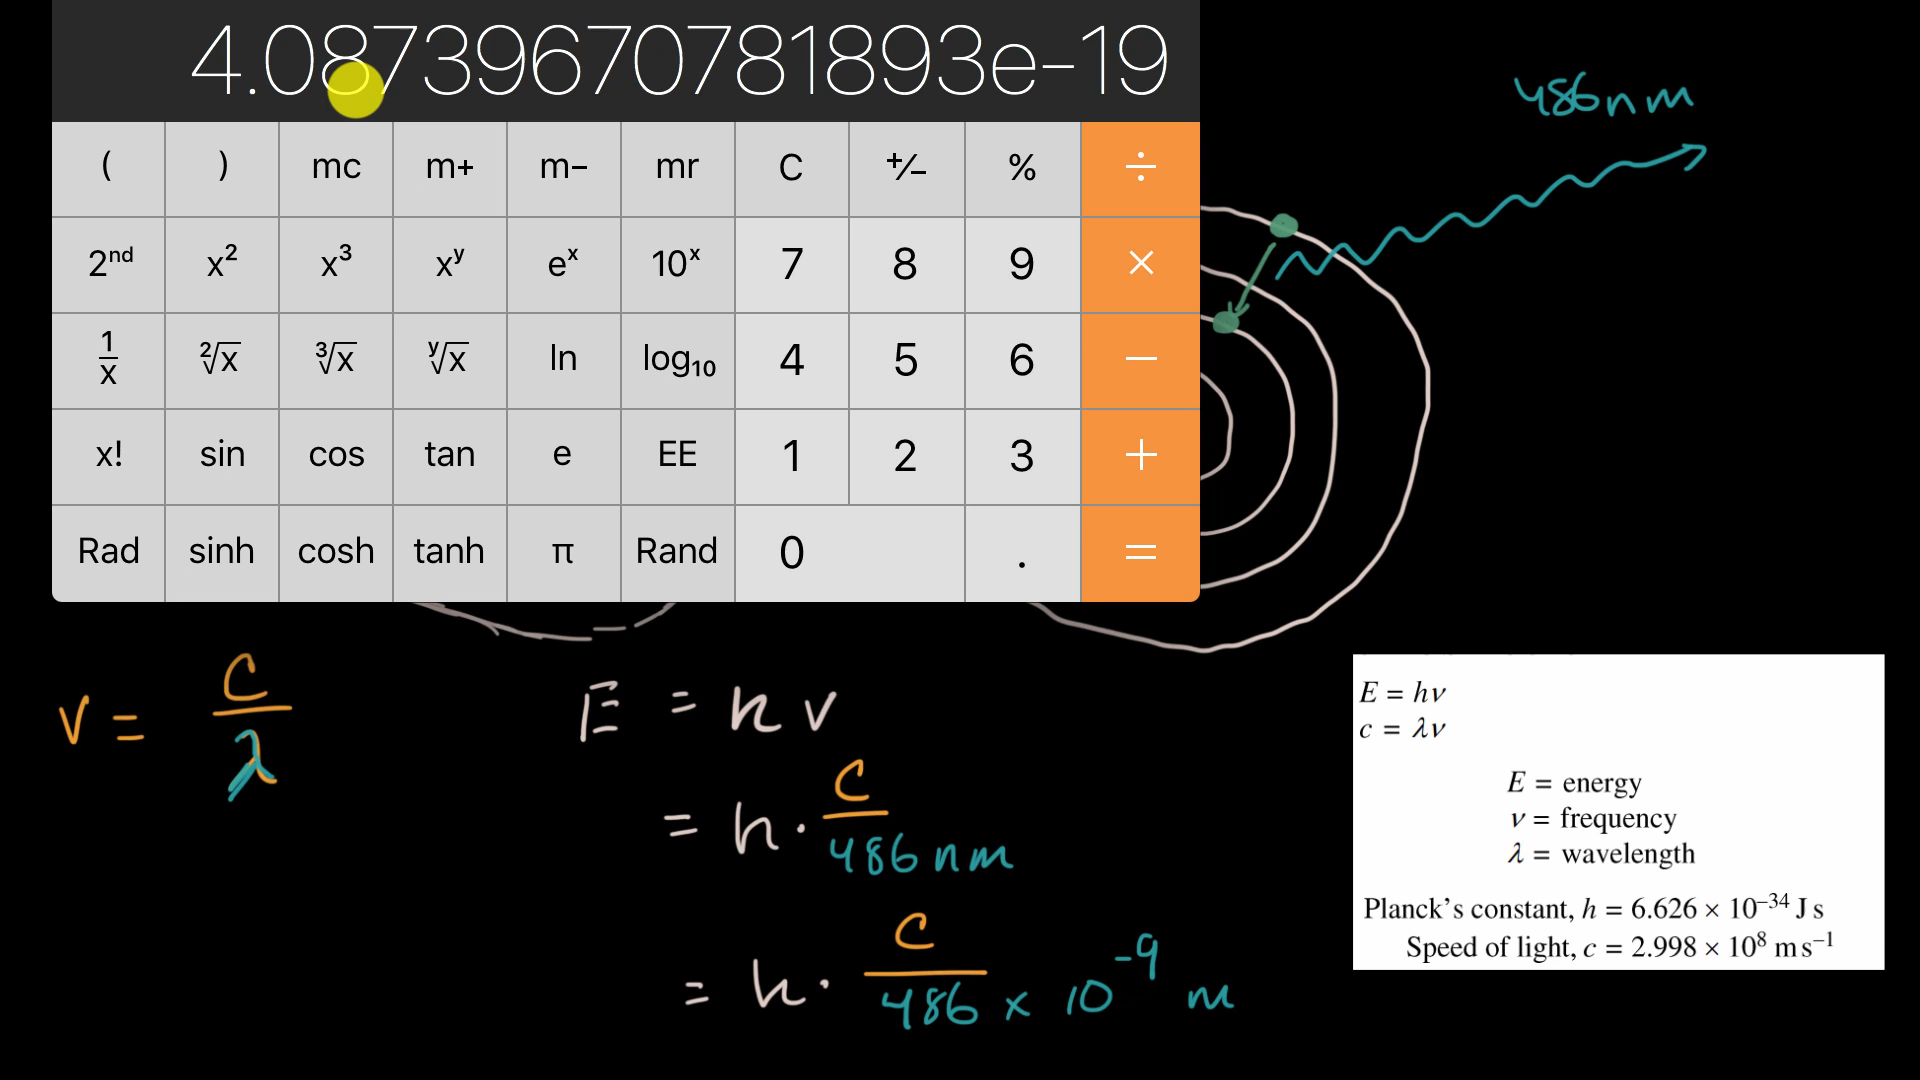 4.08739670781893e-19
( ) mc m+ m− mr C +/− % ÷
2nd x² x³ xʸ eˣ 10ˣ 7 8 9 ×
1/x ²√x ³√x ʸ√x ln log₁₀ 4 5 6 −
x! sin cos tan e EE 1 2 3 +
Rad sinh cosh tanh π Rand 0 . =
486nm
ν = c/λ
E = hν
= h · c/486nm
= h · c/486 × 10⁻⁹ m
E = hν
c = λν
E = energy
ν = frequency
λ = wavelength
Planck's constant, h = 6.626 × 10⁻³⁴ J s
Speed of light, c = 2.998 × 10⁸ m s⁻¹